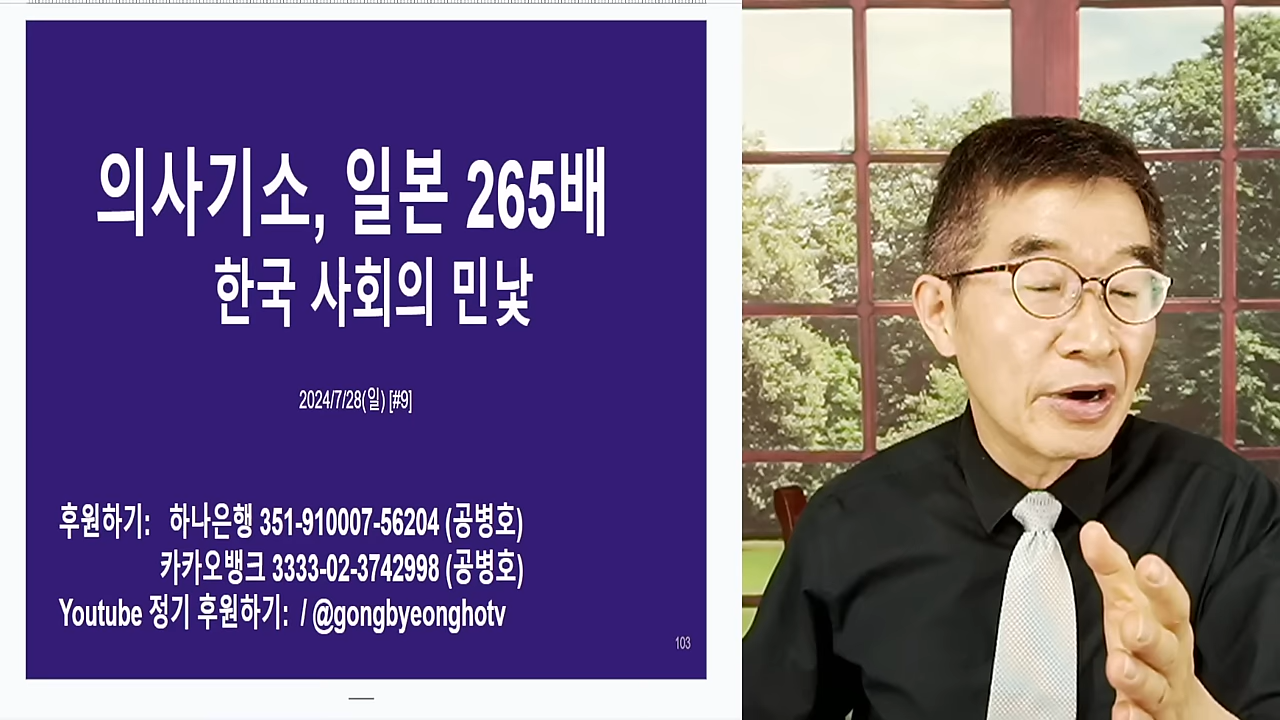 의사기소, 일본 265배
한국 사회의 민낯
2024/7/28(일) [#9]
후원하기: 하나은행 351-910007-56204 (공병호)
카카오뱅크 3333-02-3742998 (공병호)
Youtube 정기 후원하기: / @gongbyeonghotv
103